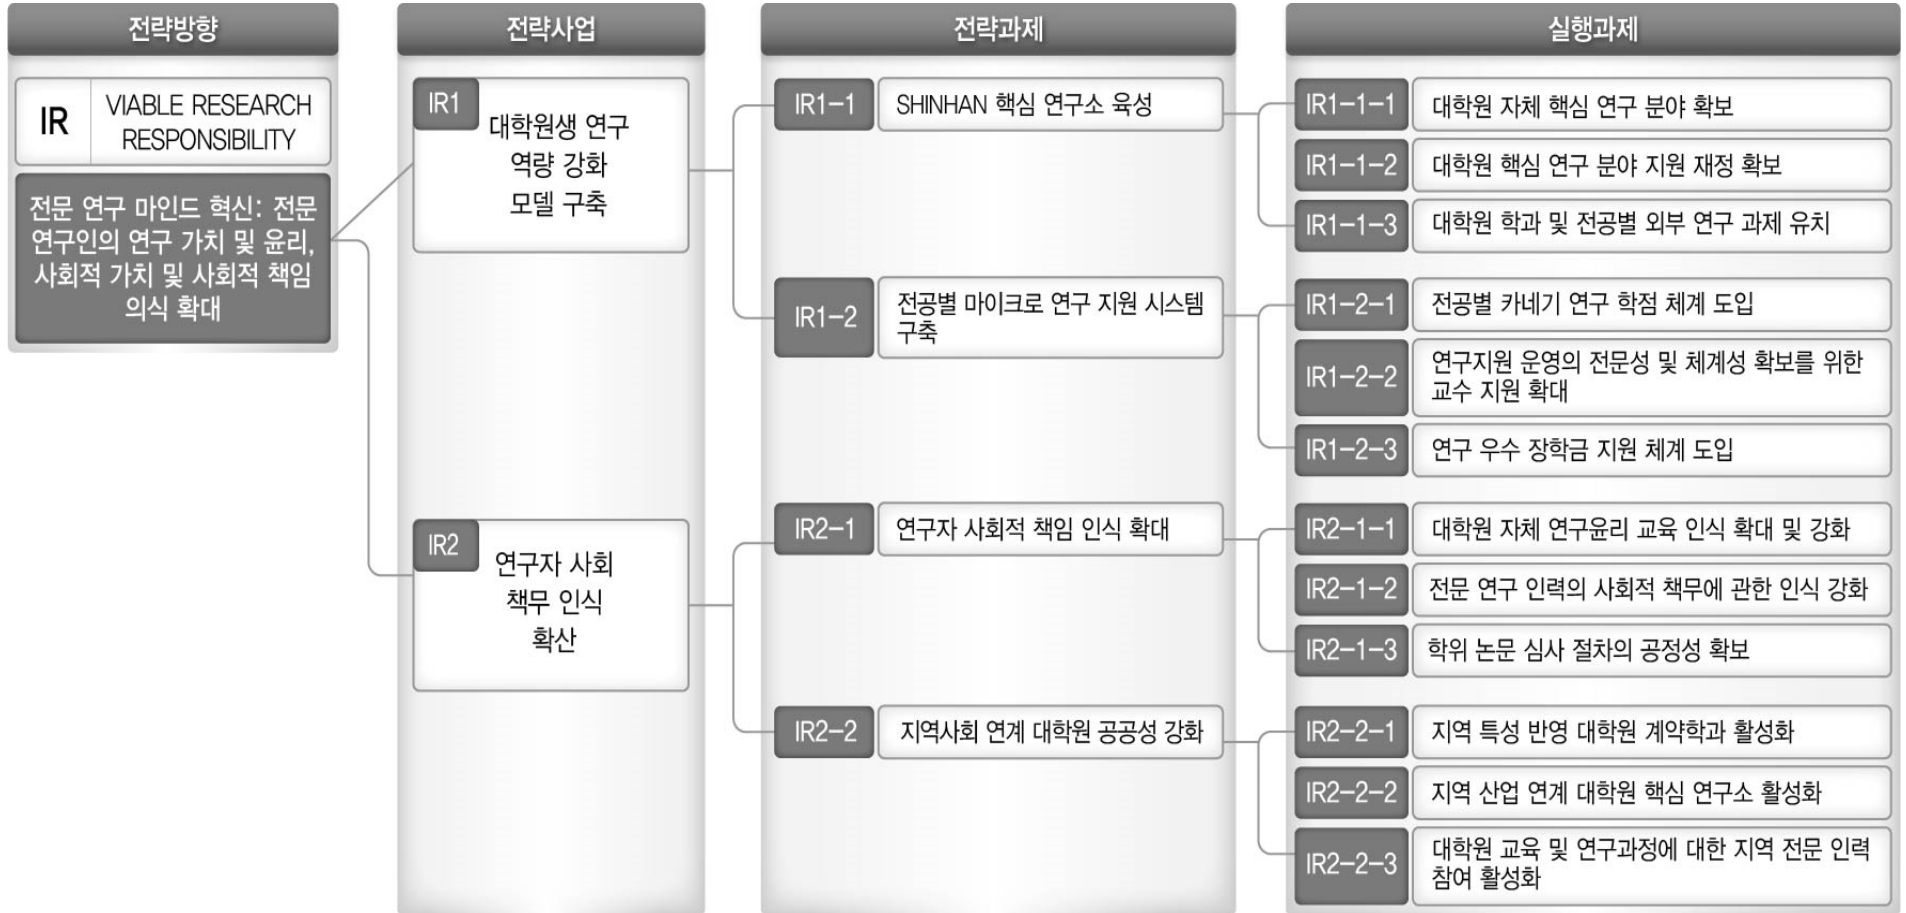 전략방향
전략사업
전략과제
실행과제
IR
VIABLE RESEARCH
RESPONSIBILITY
전문 연구 마인드 혁신: 전문
연구인의 연구 가치 및 윤리,
사회적 가치 및 사회적 책임
의식 확대
IR1
대학원생 연구
역량 강화
모델 구축
IR1-1
SHINHAN 핵심 연구소 육성
IR1-1-1
대학원 자체 핵심 연구 분야 확보
IR1-1-2
대학원 핵심 연구 분야 지원 재정 확보
IR1-1-3
대학원 학과 및 전공별 외부 연구 과제 유치
IR1-2
전공별 마이크로 연구 지원 시스템
구축
IR1-2-1
전공별 카네기 연구 학점 체계 도입
IR1-2-2
연구지원 운영의 전문성 및 체계성 확보를 위한
교수 지원 확대
IR1-2-3
연구 우수 장학금 지원 체계 도입
IR2
연구자 사회
책무 인식
확산
IR2-1
연구자 사회적 책임 인식 확대
IR2-1-1
대학원 자체 연구윤리 교육 인식 확대 및 강화
IR2-1-2
전문 연구 인력의 사회적 책무에 관한 인식 강화
IR2-1-3
학위 논문 심사 절차의 공정성 확보
IR2-2
지역사회 연계 대학원 공공성 강화
IR2-2-1
지역 특성 반영 대학원 계약학과 활성화
IR2-2-2
지역 산업 연계 대학원 핵심 연구소 활성화
IR2-2-3
대학원 교육 및 연구과정에 대한 지역 전문 인력
참여 활성화